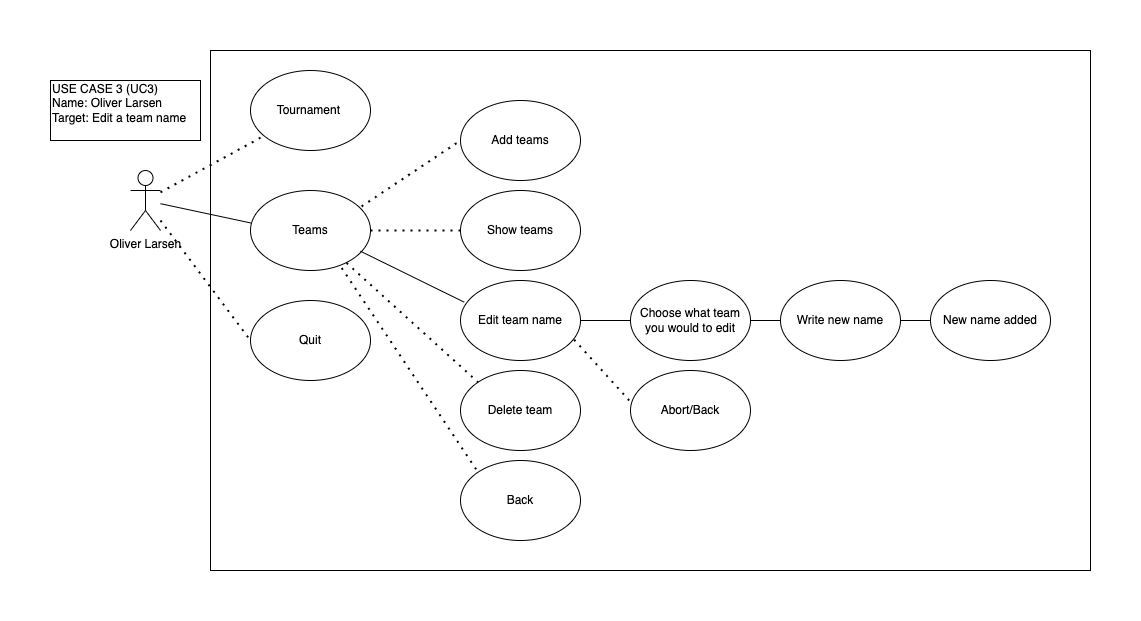 USE CASE 3 (UC3)
Name: Oliver Larsen
Target: Edit a team name
Oliver Larsen
Tournament
Teams
Quit
Add teams
Show teams
Edit team name
Delete team
Back
Choose what team
you would to edit
Abort/Back
Write new name
New name added